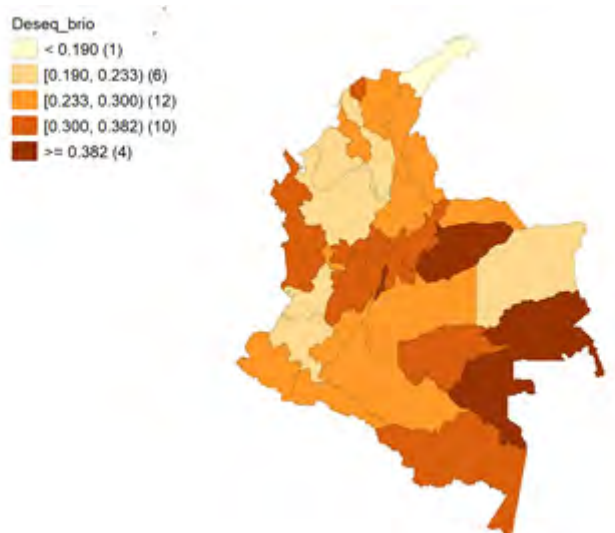 Deseq_brio
< 0.190 (1)
[0.190, 0.233) (6)
[0.233, 0.300) (12)
[0.300, 0.382) (10)
>= 0.382 (4)